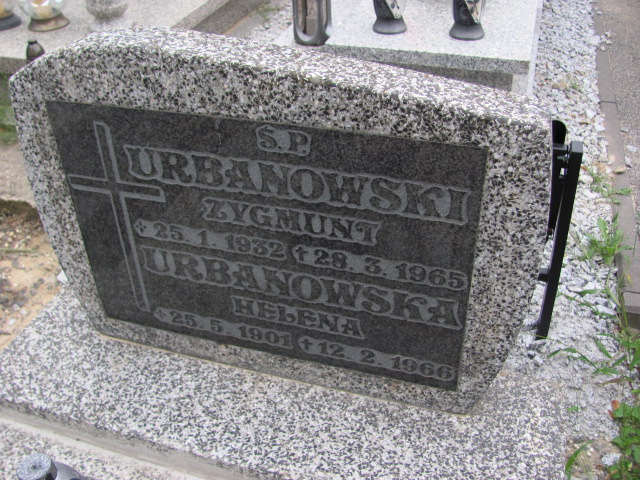 Ś.P.
URBANOWSKI
ZYGMUNT
*25.1.1932 +28.3.1965
URBANOWSKA
HELENA
*25.5.1901 +12.2.1966